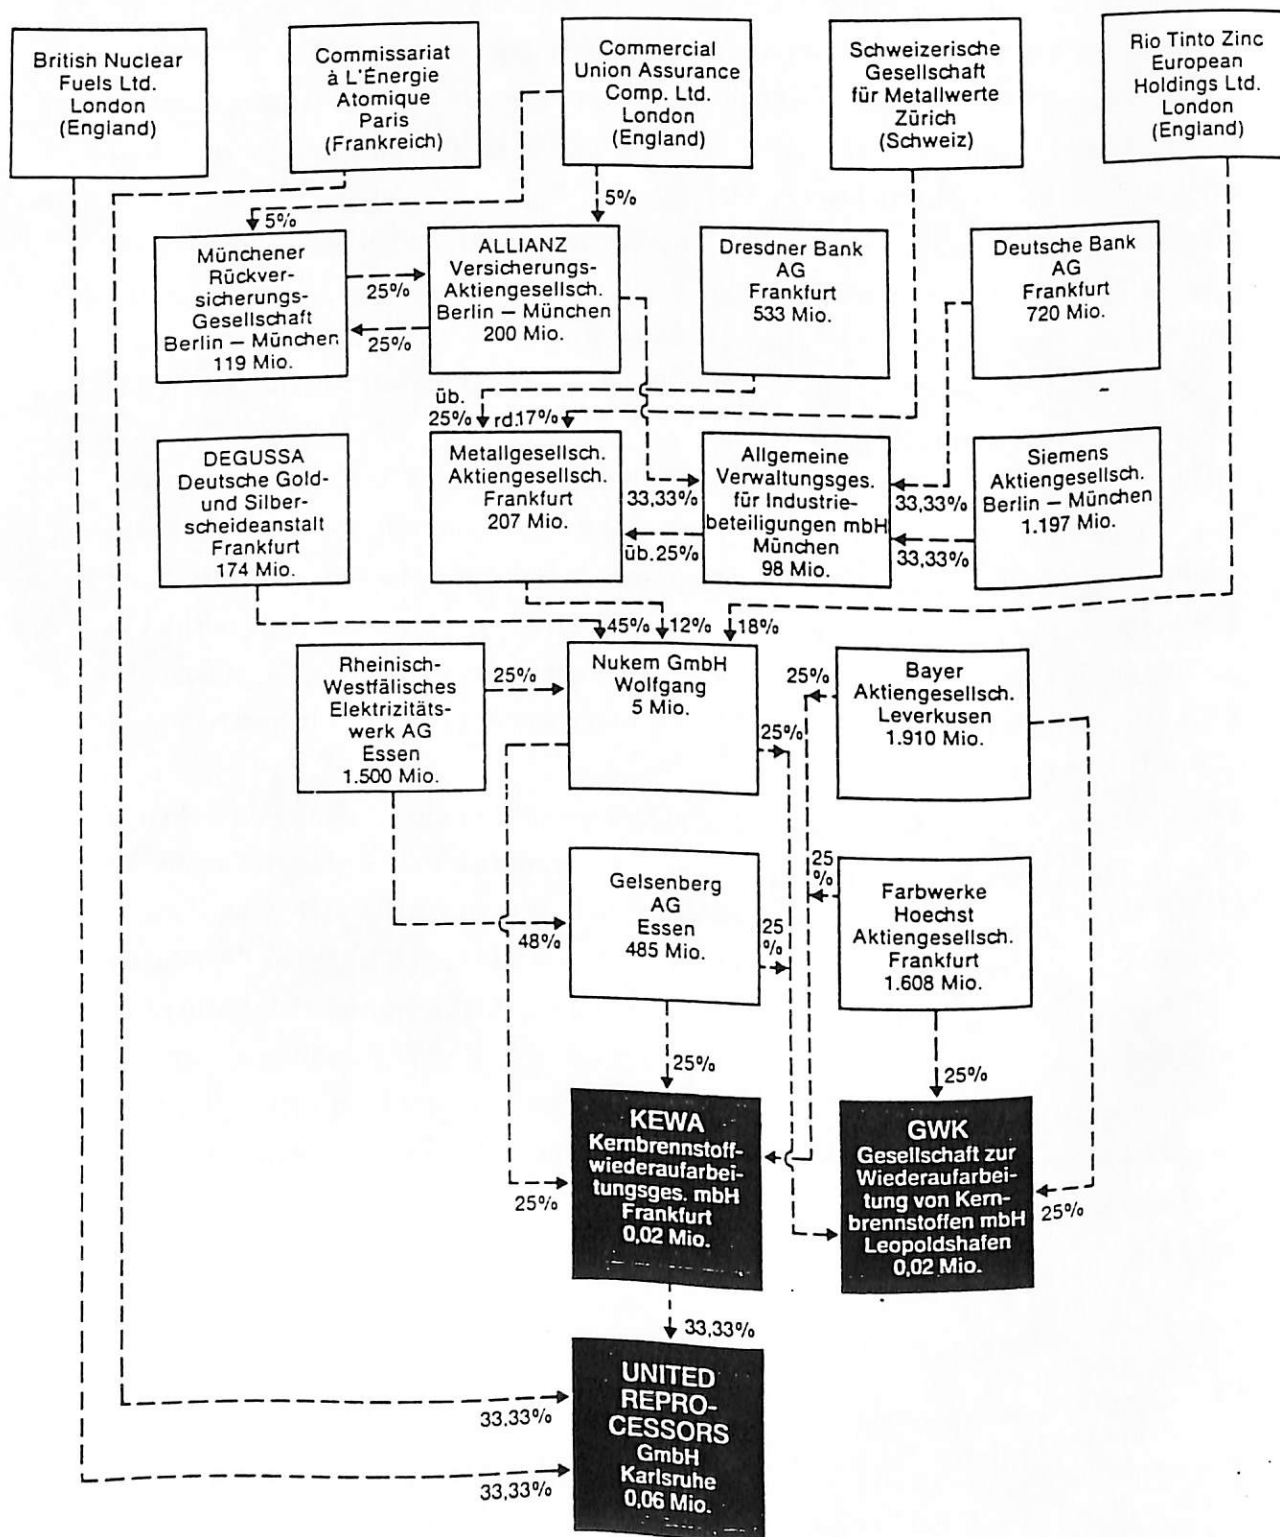 British Nuclear
Fuels Ltd.
London
(England)
Commissariat
à L'Énergie
Atomique
Paris
(Frankreich)
Commercial
Union Assurance
Comp. Ltd.
London
(England)
Schweizerische
Gesellschaft
für Metallwerte
Zürich
(Schweiz)
Rio Tinto Zinc
European
Holdings Ltd.
London
(England)
5%
5%
Münchener
Rückver-
sicherungs-
Gesellschaft
Berlin – München
119 Mio.
25%
25%
ALLIANZ
Versicherungs-
Aktiengesellsch.
Berlin – München
200 Mio.
Dresdner Bank
AG
Frankfurt
533 Mio.
Deutsche Bank
AG
Frankfurt
720 Mio.
üb.
25%
rd.17%
DEGUSSA
Deutsche Gold-
und Silber-
scheideanstalt
Frankfurt
174 Mio.
Metallgesellsch.
Aktiengesellsch.
Frankfurt
207 Mio.
33,33%
üb.25%
Allgemeine
Verwaltungsges.
für Industrie-
beteiligungen mbH
München
98 Mio.
33,33%
33,33%
Siemens
Aktiengesellsch.
Berlin – München
1.197 Mio.
45%
12%
18%
Rheinisch-
Westfälisches
Elektrizitäts-
werk AG
Essen
1.500 Mio.
25%
Nukem GmbH
Wolfgang
5 Mio.
25%
25%
Bayer
Aktiengesellsch.
Leverkusen
1.910 Mio.
48%
Gelsenberg
AG
Essen
485 Mio.
25
%
25
%
Farbwerke
Hoechst
Aktiengesellsch.
Frankfurt
1.608 Mio.
25%
25%
25%
KEWA
Kernbrennstoff-
wiederaufarbei-
tungsges. mbH
Frankfurt
0,02 Mio.
GWK
Gesellschaft zur
Wiederaufarbei-
tung von Kern-
brennstoffen mbH
Leopoldshafen
0,02 Mio.
25%
33,33%
33,33%
33,33%
UNITED
REPRO-
CESSORS
GmbH
Karlsruhe
0,06 Mio.